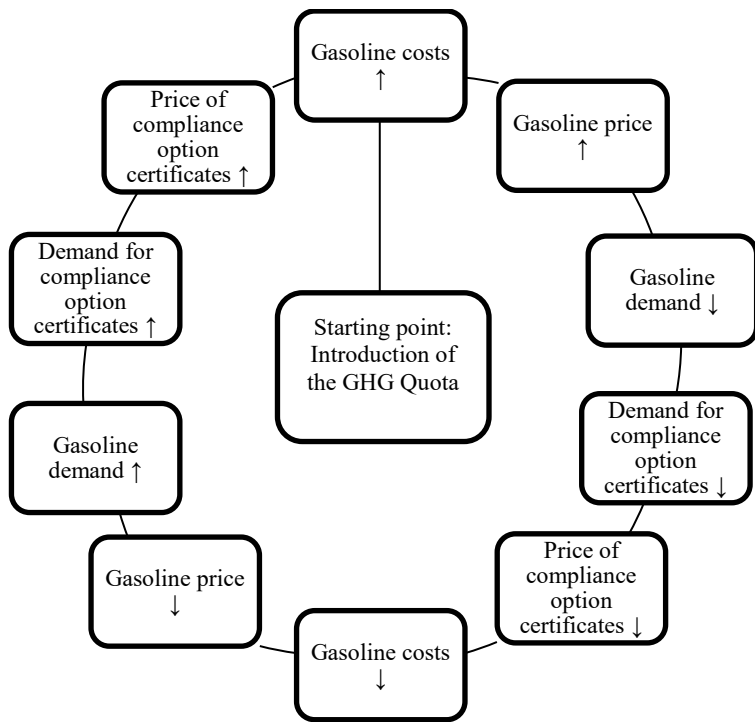 Gasoline costs
↑
Gasoline price
↑
Gasoline
demand ↓
Demand for
compliance
option
certificates ↓
Price of
compliance
option
certificates ↓
Gasoline costs
↓
Gasoline price
↓
Gasoline
demand ↑
Demand for
compliance
option
certificates ↑
Price of
compliance
option
certificates ↑
Starting point:
Introduction of
the GHG Quota